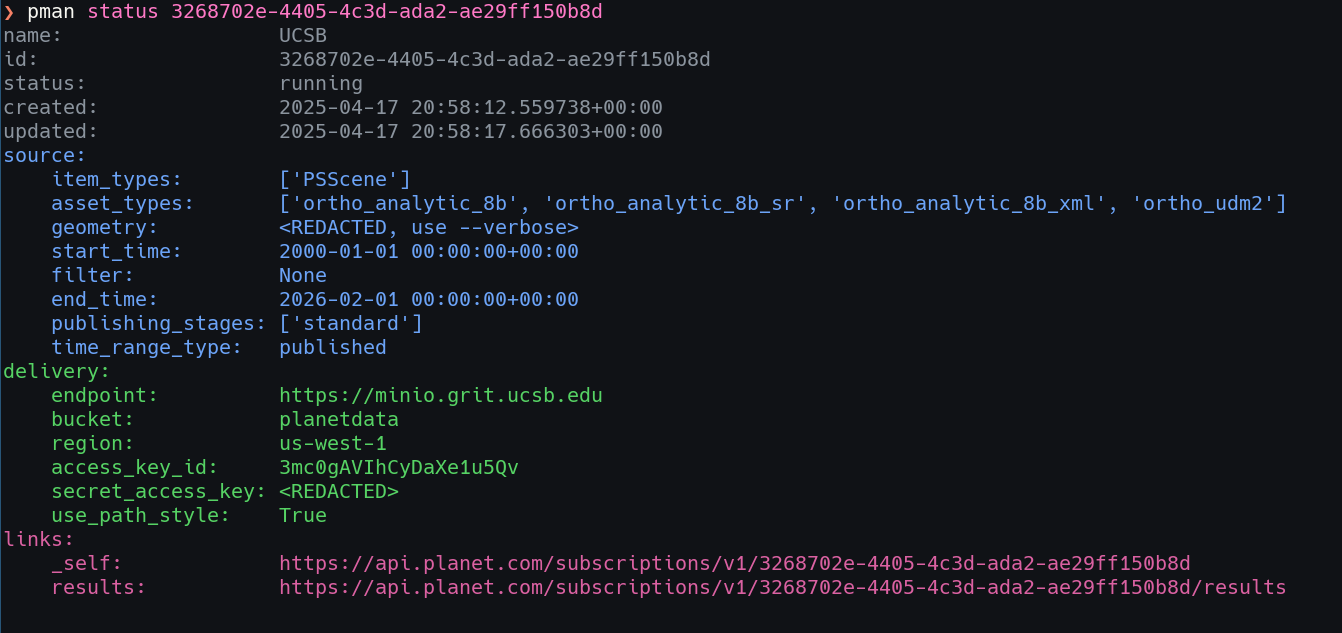 ❯ pman status 3268702e-4405-4c3d-ada2-ae29ff150b8d
name: UCSB
id: 3268702e-4405-4c3d-ada2-ae29ff150b8d
status: running
created: 2025-04-17 20:58:12.559738+00:00
updated: 2025-04-17 20:58:17.666303+00:00
source:
    item_types: ['PSScene']
    asset_types: ['ortho_analytic_8b', 'ortho_analytic_8b_sr', 'ortho_analytic_8b_xml', 'ortho_udm2']
    geometry: <REDACTED, use --verbose>
    start_time: 2000-01-01 00:00:00+00:00
    filter: None
    end_time: 2026-02-01 00:00:00+00:00
    publishing_stages: ['standard']
    time_range_type: published
delivery:
    endpoint: https://minio.grit.ucsb.edu
    bucket: planetdata
    region: us-west-1
    access_key_id: 3mc0gAVIhCyDaXe1u5Qv
    secret_access_key: <REDACTED>
    use_path_style: True
links:
    _self: https://api.planet.com/subscriptions/v1/3268702e-4405-4c3d-ada2-ae29ff150b8d
    results: https://api.planet.com/subscriptions/v1/3268702e-4405-4c3d-ada2-ae29ff150b8d/results